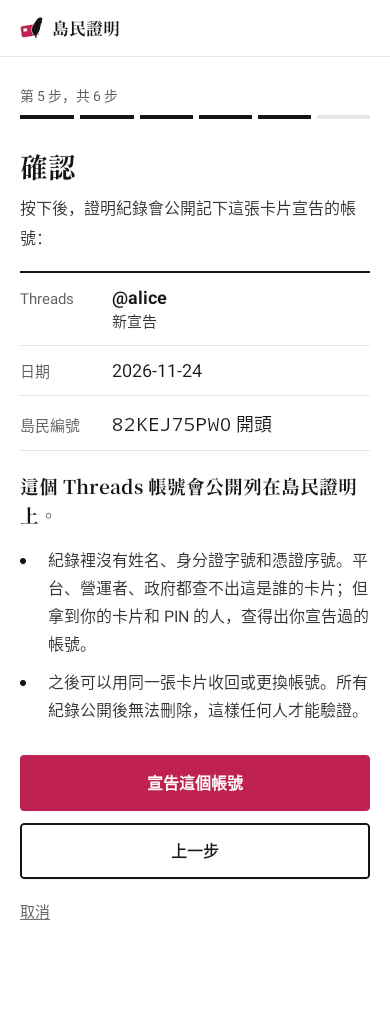 島民證明
第 5 步，共 6 步
確認
按下後，證明紀錄會公開記下這張卡片宣告的帳
號：
Threads @alice
新宣告
日期 2026-11-24
島民編號 82KEJ75PW0 開頭
這個 Threads 帳號會公開列在島民證明
上。
• 紀錄裡沒有姓名、身分證字號和憑證序號。平
台、營運者、政府都查不出這是誰的卡片；但
拿到你的卡片和 PIN 的人，查得出你宣告過的
帳號。
• 之後可以用同一張卡片收回或更換帳號。所有
紀錄公開後無法刪除，這樣任何人才能驗證。
宣告這個帳號
上一步
取消